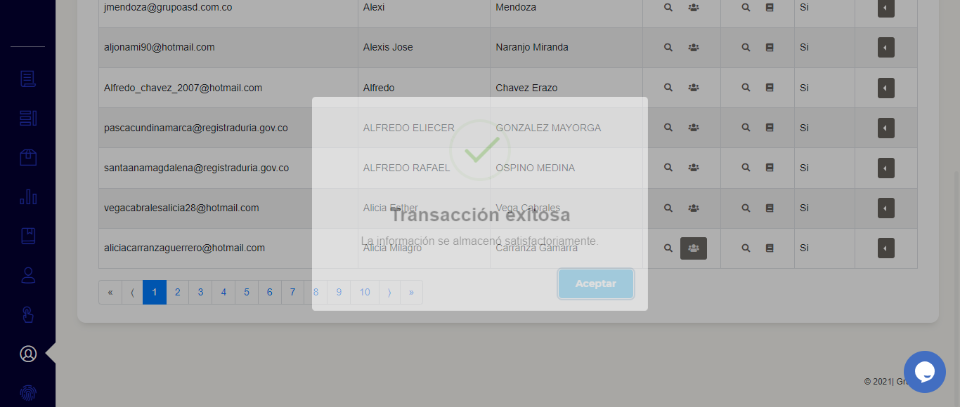 jmendoza@grupoasd.com.co Alexi Mendoza Si
aljonami90@hotmail.com Alexis Jose Naranjo Miranda Si
Alfredo_chavez_2007@hotmail.com Alfredo Chavez Erazo Si
pascacundinamarca@registraduria.gov.co ALFREDO ELIECER GONZALEZ MAYORGA Si
santaanamagdalena@registraduria.gov.co ALFREDO RAFAEL OSPINO MEDINA Si
vegacabralesalicia28@hotmail.com Alicia Esther Vega Cabrales Si
Transacción exitosa
La información se almacenó satisfactoriamente.
aliciacarranzaguerrero@hotmail.com Alicia Milagro Carranza Gamarra Si
Aceptar
« ⟨ 1 2 3 4 5 6 7 8 9 10 ⟩ »
© 2021| Gr